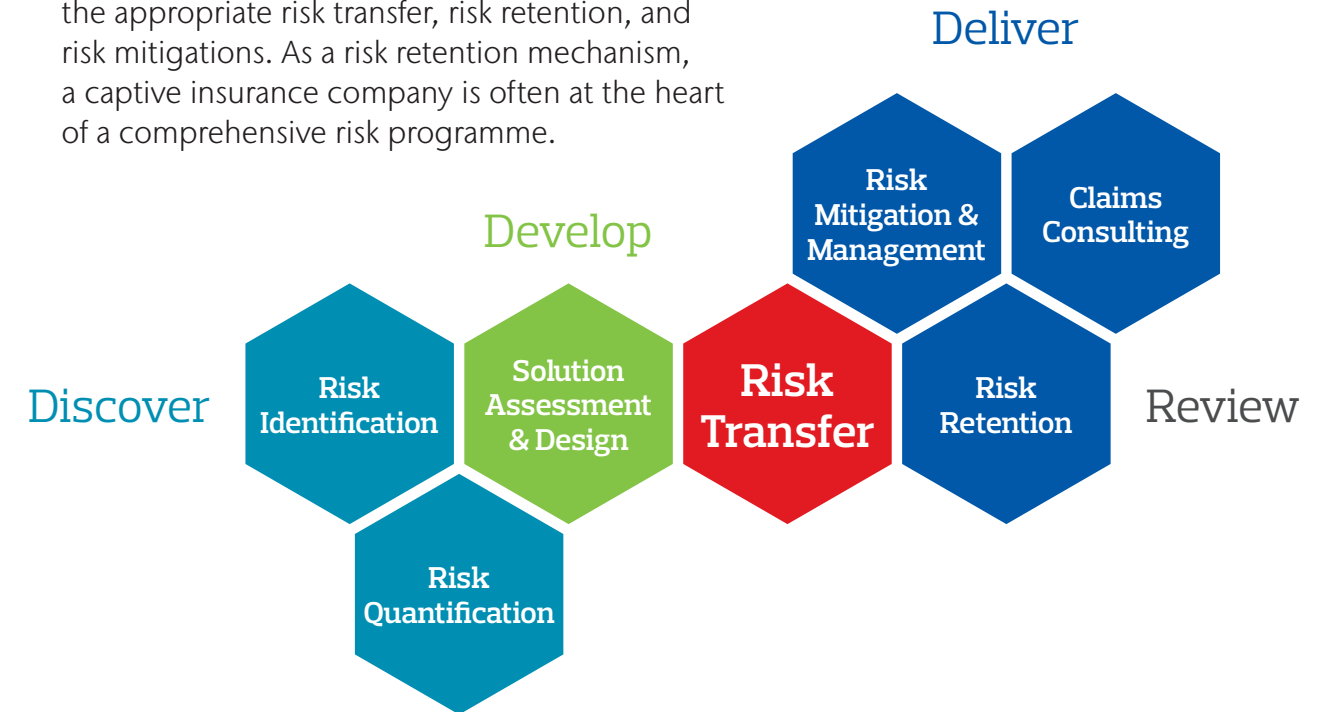 the appropriate risk transfer, risk retention, and
risk mitigations. As a risk retention mechanism,
a captive insurance company is often at the heart
of a comprehensive risk programme.
Deliver
Risk
Mitigation &
Management
Claims
Consulting
Develop
Discover
Risk
Identification
Solution
Assessment
& Design
Risk
Transfer
Risk
Retention
Review
Risk
Quantification